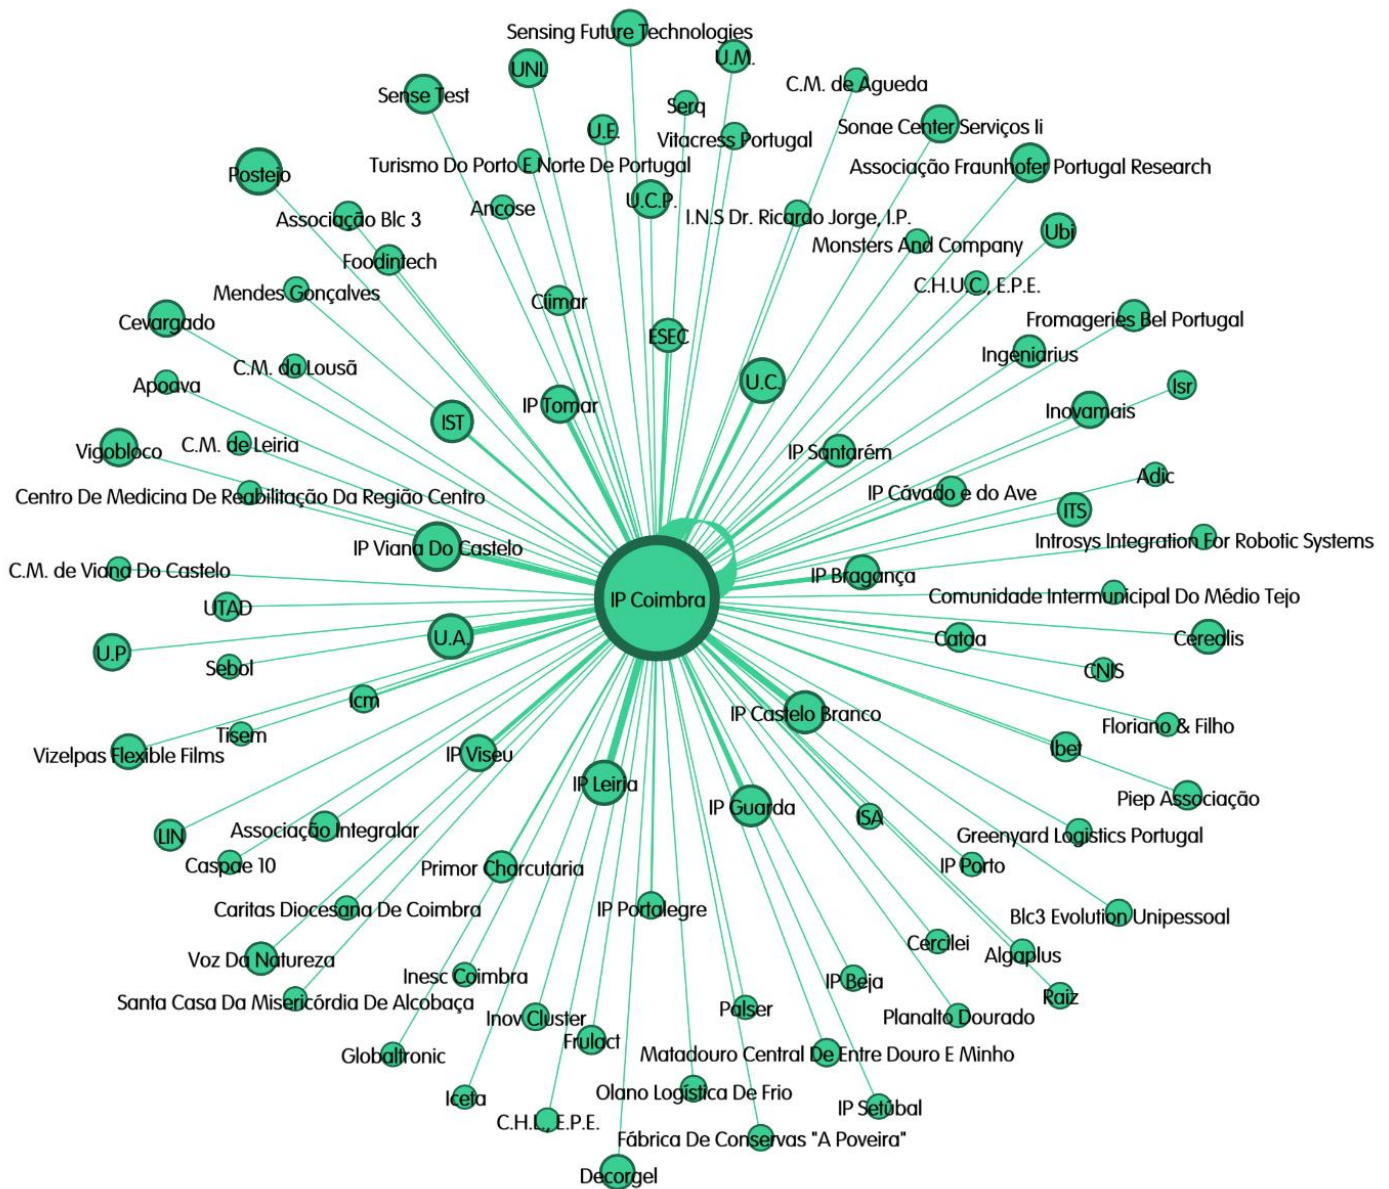 Sensing Future Technologies
U.M.
UNL
C.M. de Agueda
Sense Test
Serq
Sonae Center Serviços Ii
U.E.
Vitacress Portugal
Turismo Do Porto E Norte De Portugal
Associação Fraunhofer Portugal Research
Postejo
U.C.P.
Ancose
I.N.S Dr. Ricardo Jorge, I.P.
Associação Blc 3
Ubi
Monsters And Company
Foodintech
C.H.U.C., E.P.E.
Mendes Gonçalves
Climar
Cevargado
Fromageries Bel Portugal
ESEC
Ingeniarius
C.M. da Lousã
U.C.
Apoava
Isr
IP Tomar
Inovamais
IST
C.M. de Leiria
Vigobloco
IP Santarém
Adic
IP Cávado e do Ave
Centro De Medicina De Reabilitação Da Região Centro
ITS
Introsys Integration For Robotic Systems
IP Viana Do Castelo
C.M. de Viana Do Castelo
IP Bragança
Comunidade Intermunicipal Do Médio Tejo
IP Coimbra
UTAD
U.A.
Cataa
Cerealis
U.P.
Sebol
CNIS
Icm
IP Castelo Branco
Floriano & Filho
Tisem
Vizelpas Flexible Films
IP Viseu
Ibet
IP Leiria
Piep Associação
IP Guarda
ISA
LIN
Associação Integralar
Greenyard Logistics Portugal
Caspae 10
Primor Charcutaria
IP Porto
Caritas Diocesana De Coimbra
IP Portalegre
Blc3 Evolution Unipessoal
Cercilei
Algaplus
Voz Da Natureza
Inesc Coimbra
IP Beja
Raiz
Santa Casa Da Misericórdia De Alcobaça
Palser
Inov Cluster
Planalto Dourado
Frulact
Globaltronic
Matadouro Central De Entre Douro E Minho
Olano Logística De Frio
Iceta
IP Setúbal
C.H.L., E.P.E.
Fábrica De Conservas "A Poveira"
Decorgel